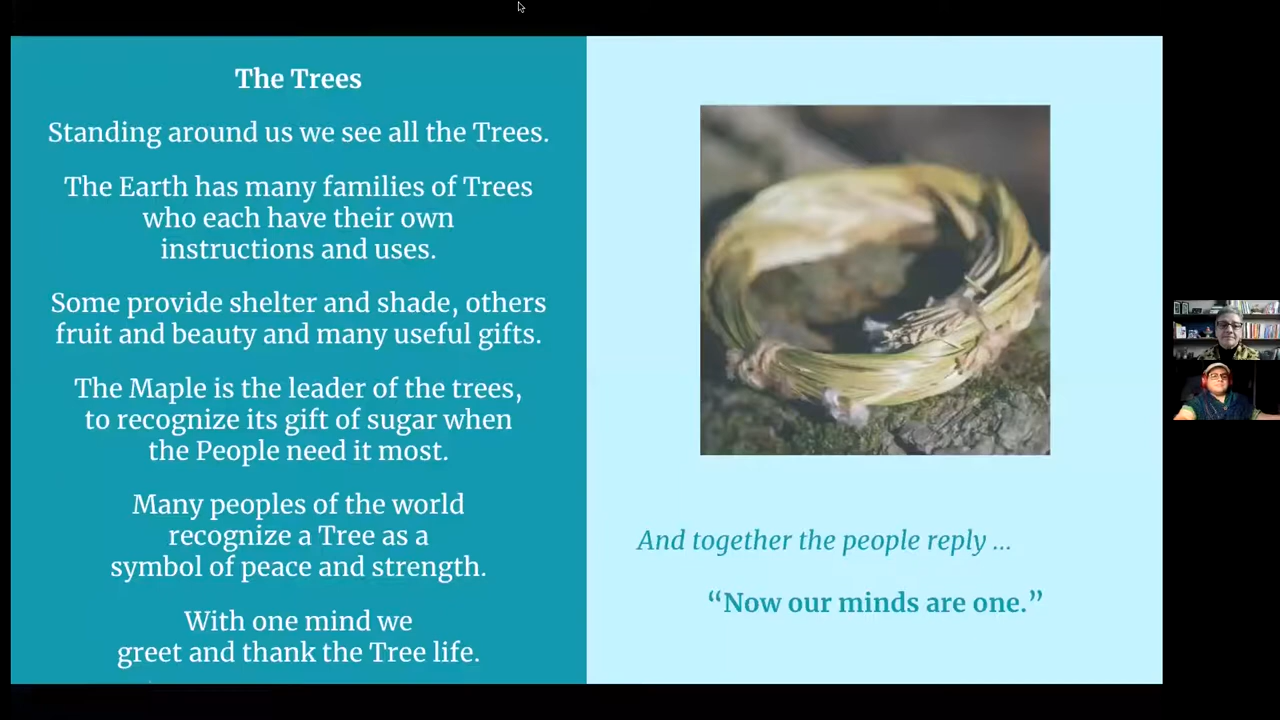 The Trees
Standing around us we see all the Trees.
The Earth has many families of Trees
who each have their own
instructions and uses.
Some provide shelter and shade, others
fruit and beauty and many useful gifts.
The Maple is the leader of the trees,
to recognize its gift of sugar when
the People need it most.
Many peoples of the world
recognize a Tree as a
symbol of peace and strength.
With one mind we
greet and thank the Tree life.
And together the people reply ...
“Now our minds are one.”